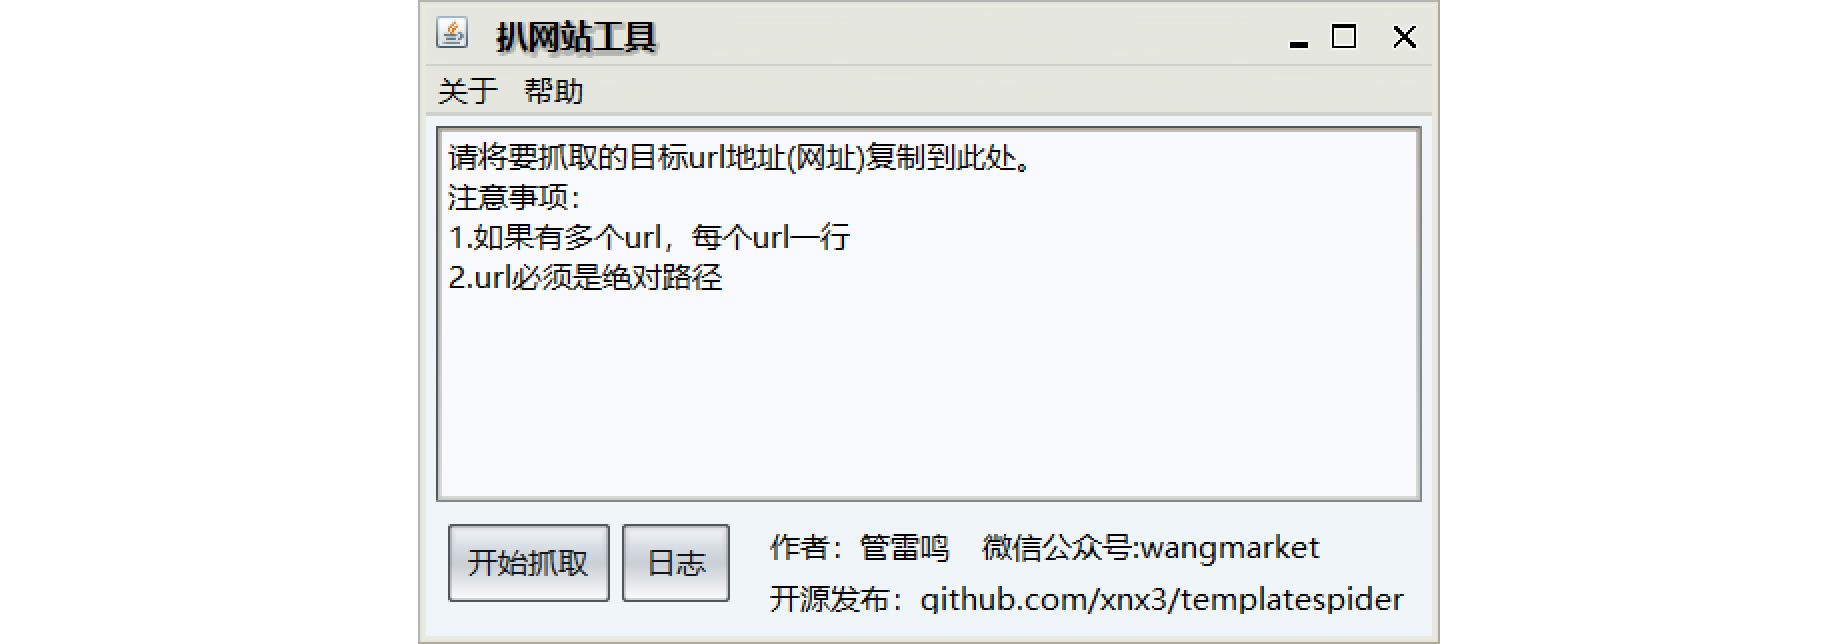 扒网站工具
关于 帮助
请将要抓取的目标url地址(网址)复制到此处。
注意事项：
1.如果有多个url，每个url一行
2.url必须是绝对路径
开始抓取 日志
作者：管雷鸣 微信公众号:wangmarket
开源发布：github.com/xnx3/templatespider